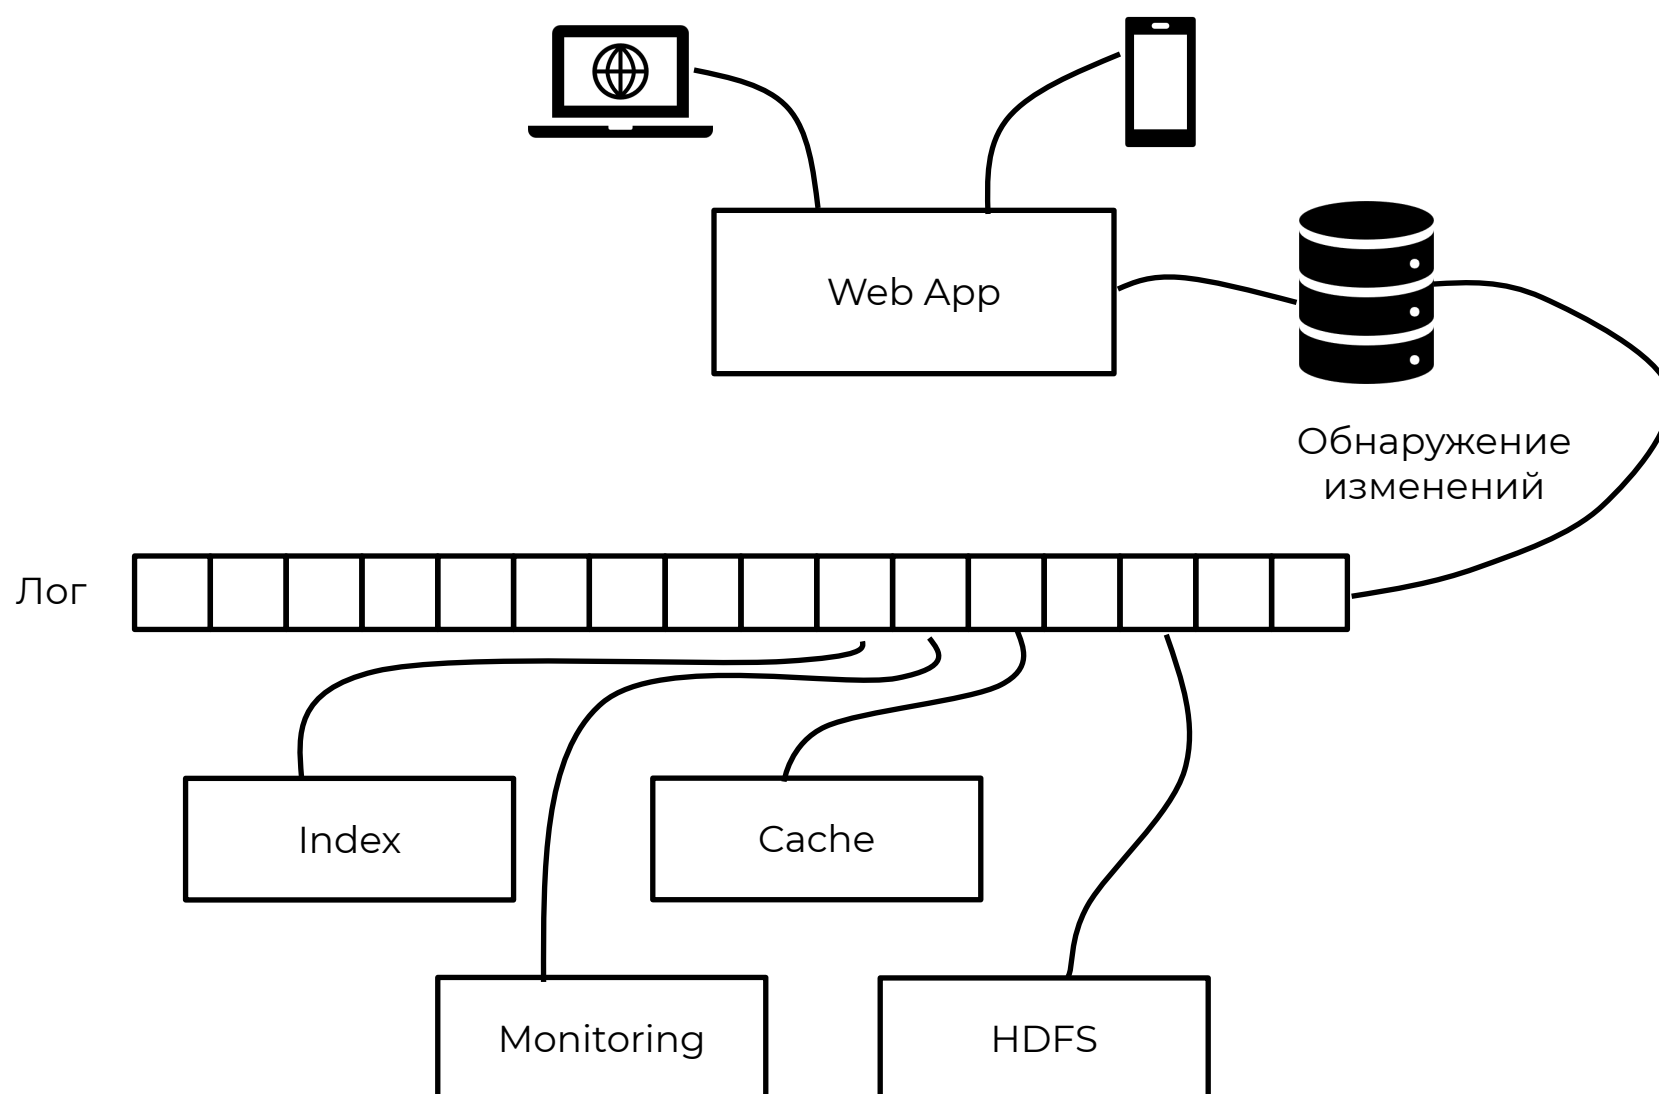 Web App
Обнаружение
изменений
Лог
Index
Cache
Monitoring
HDFS